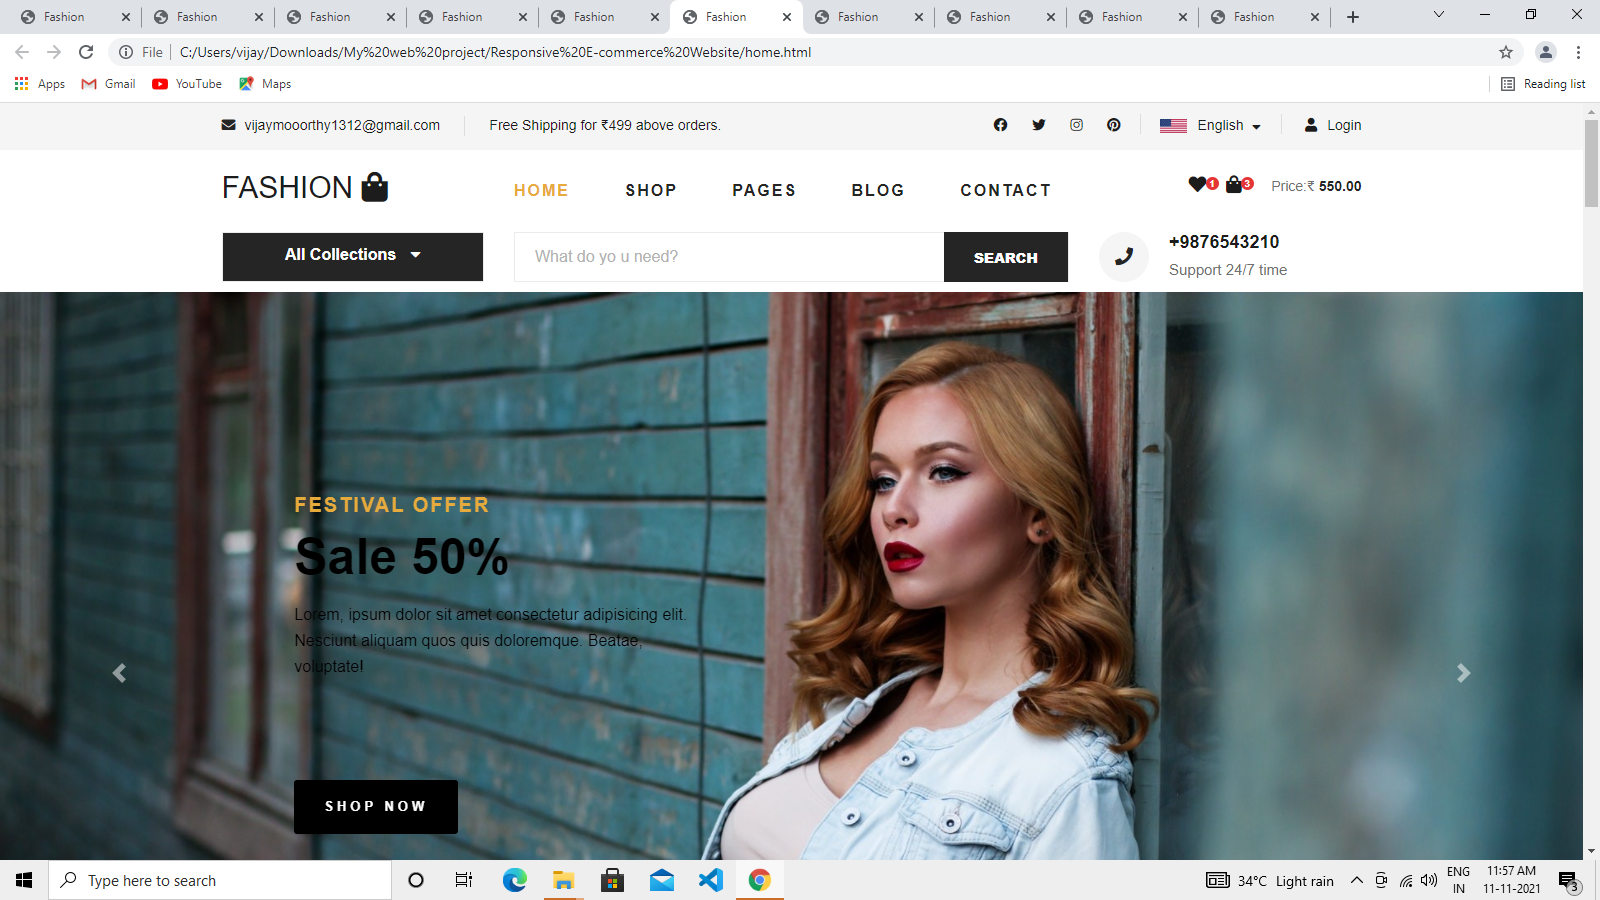 Fashion Fashion Fashion Fashion Fashion Fashion Fashion Fashion Fashion Fashion
File C:/Users/vijay/Downloads/My%20web%20project/Responsive%20E-commerce%20Website/home.html
Apps Gmail YouTube Maps Reading list
vijaymooorthy1312@gmail.com Free Shipping for ₹499 above orders. English Login
FASHION HOME SHOP PAGES BLOG CONTACT 1 3 Price:₹ 550.00
All Collections What do yo u need? SEARCH +9876543210
Support 24/7 time
FESTIVAL OFFER
Sale 50%
Lorem, ipsum dolor sit amet consectetur adipisicing elit.
Nesciunt aliquam quos quis doloremque. Beatae,
voluptate!
SHOP NOW
Type here to search 34°C Light rain ENG IN 11:57 AM 11-11-2021 3